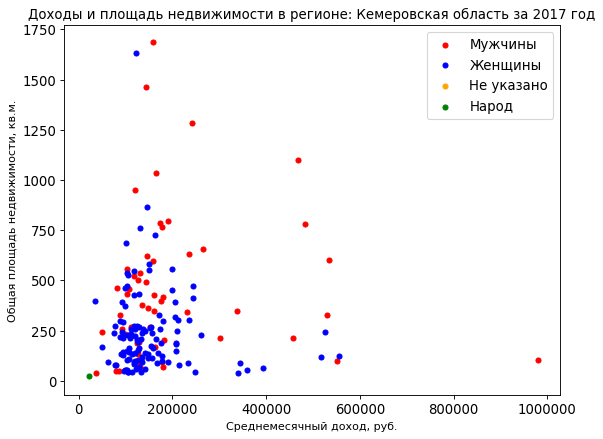 Доходы и площадь недвижимости в регионе: Кемеровская область за 2017 год
Мужчины
Женщины
Не указано
Народ
Общая площадь недвижимости, кв.м.
1750
1500
1250
1000
750
500
250
0
0 200000 400000 600000 800000 1000000
Среднемесячный доход, руб.